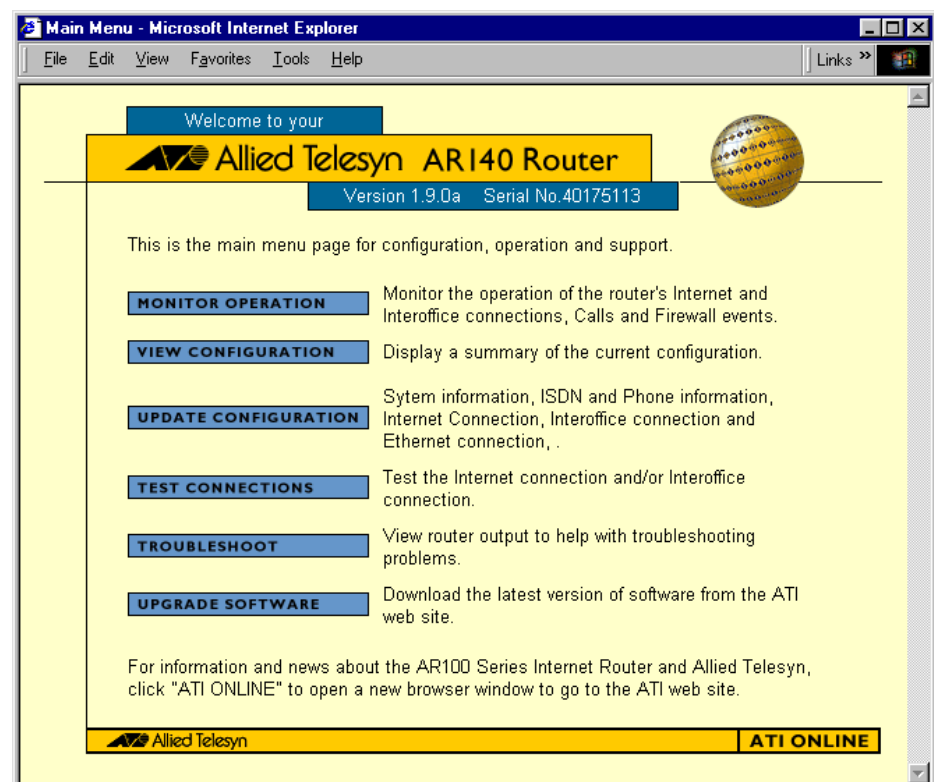 Main Menu - Microsoft Internet Explorer
File Edit View Favorites Tools Help Links »
Welcome to your
Allied Telesyn AR140 Router
Version 1.9.0a Serial No.40175113
This is the main menu page for configuration, operation and support.
MONITOR OPERATION
Monitor the operation of the router's Internet and
Interoffice connections, Calls and Firewall events.
VIEW CONFIGURATION
Display a summary of the current configuration.
UPDATE CONFIGURATION
Sytem information, ISDN and Phone information,
Internet Connection, Interoffice connection and
Ethernet connection, .
TEST CONNECTIONS
Test the Internet connection and/or Interoffice
connection.
TROUBLESHOOT
View router output to help with troubleshooting
problems.
UPGRADE SOFTWARE
Download the latest version of software from the ATI
web site.
For information and news about the AR100 Series Internet Router and Allied Telesyn,
click "ATI ONLINE" to open a new browser window to go to the ATI web site.
Allied Telesyn ATI ONLINE